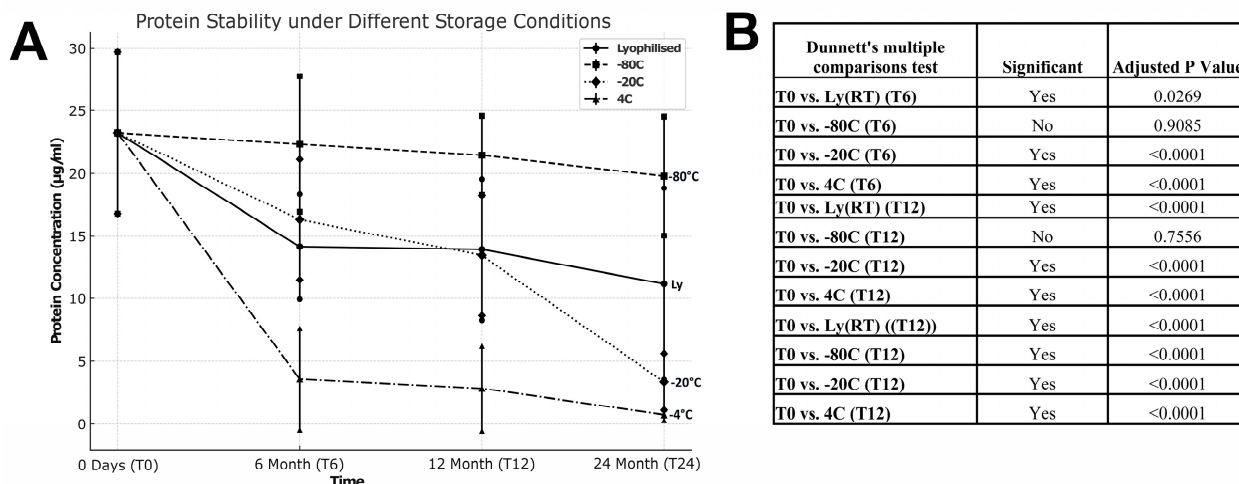 A
Protein Stability under Different Storage Conditions
Protein Concentration (µg/ml)
30
25
20
15
10
5
0
Lyophilised
-80C
-20C
4C
-80°C
Ly
-20°C
-4°C
0 Days (T0)
6 Month (T6)
12 Month (T12)
24 Month (T24)
Time
B
Dunnett's multiple
comparisons test Significant Adjusted P Value
T0 vs. Ly(RT) (T6) Yes 0.0269
T0 vs. -80C (T6) No 0.9085
T0 vs. -20C (T6) Yes <0.0001
T0 vs. 4C (T6) Yes <0.0001
T0 vs. Ly(RT) (T12) Yes <0.0001
T0 vs. -80C (T12) No 0.7556
T0 vs. -20C (T12) Yes <0.0001
T0 vs. 4C (T12) Yes <0.0001
T0 vs. Ly(RT) ((T12)) Yes <0.0001
T0 vs. -80C (T12) Yes <0.0001
T0 vs. -20C (T12) Yes <0.0001
T0 vs. 4C (T12) Yes <0.0001